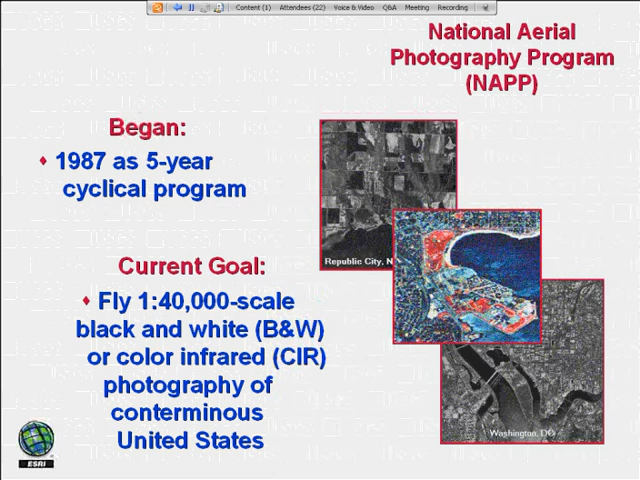 Content (1) Attendees (22) Voice & Video Q&A Meeting Recording
National Aerial
Photography Program
(NAPP)
Began:
1987 as 5-year
cyclical program
Current Goal:
Fly 1:40,000-scale
black and white (B&W)
or color infrared (CIR)
photography of
conterminous
United States
Republic City, N
Washington, DC
ESRI